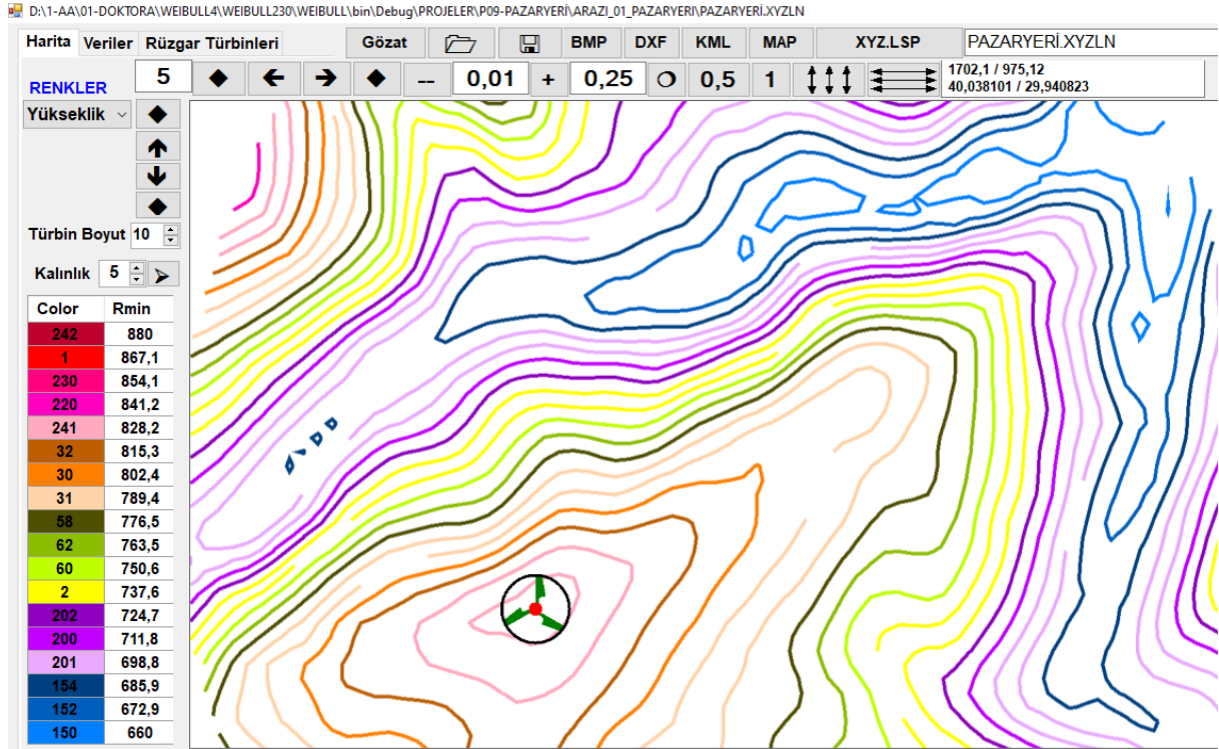 D:\1-AA\01-DOKTORA\WEIBULL4\WEIBULL230\WEIBULL\bin\Debug\PROJELER\P09-PAZARYERİ\ARAZI_01_PAZARYERI\PAZARYERİ.XYZLN
Harita Veriler Rüzgar Türbinleri Gözat BMP DXF KML MAP XYZ.LSP PAZARYERİ.XYZLN
RENKLER 5 -- 0,01 + 0,25 0,5 1 1702,1 / 975,12
40,038101 / 29,940823
Yükseklik
Türbin Boyut 10
Kalınlık 5
Color Rmin
242 880
1 867,1
230 854,1
220 841,2
241 828,2
32 815,3
30 802,4
31 789,4
58 776,5
62 763,5
60 750,6
2 737,6
202 724,7
200 711,8
201 698,8
154 685,9
152 672,9
150 660